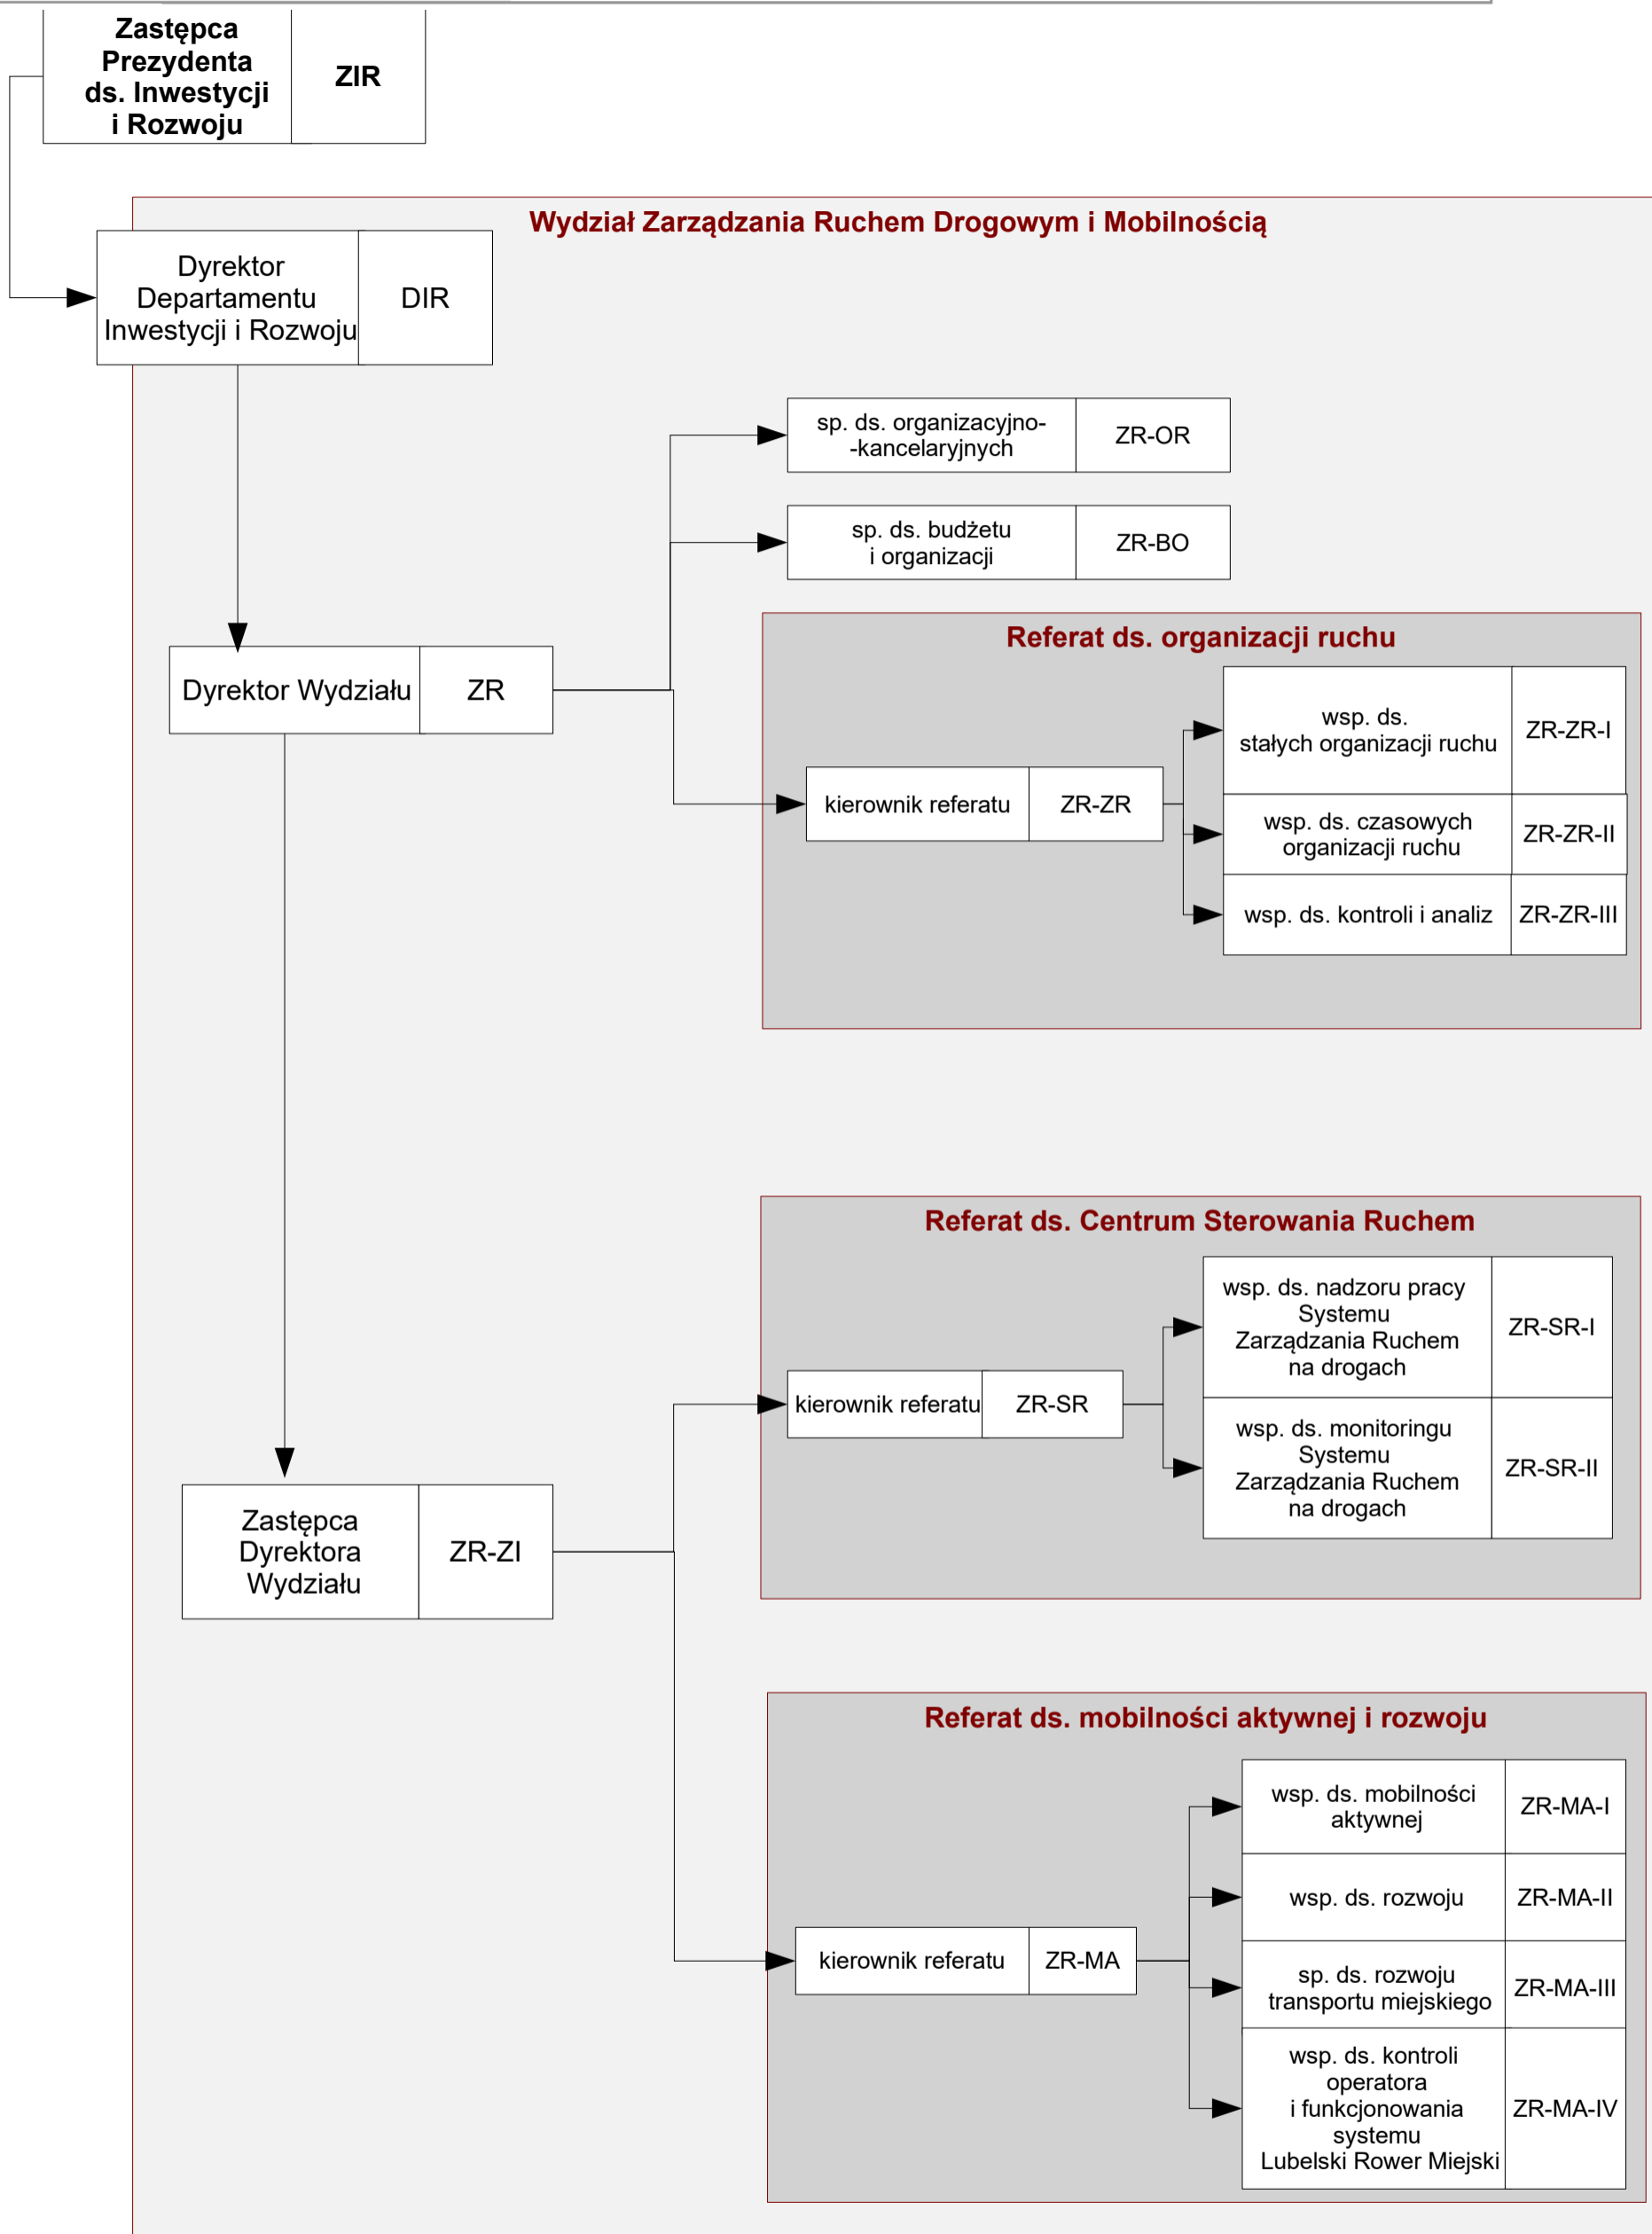 Zastępca
Prezydenta
ds. Inwestycji
i Rozwoju
ZIR
Wydział Zarządzania Ruchem Drogowym i Mobilnością
Dyrektor
Departamentu
Inwestycji i Rozwoju
DIR
sp. ds. organizacyjno-
-kancelaryjnych
ZR-OR
sp. ds. budżetu
i organizacji
ZR-BO
Dyrektor Wydziału
ZR
Referat ds. organizacji ruchu
kierownik referatu
ZR-ZR
wsp. ds.
stałych organizacji ruchu
ZR-ZR-I
wsp. ds. czasowych
organizacji ruchu
ZR-ZR-II
wsp. ds. kontroli i analiz
ZR-ZR-III
Referat ds. Centrum Sterowania Ruchem
kierownik referatu
ZR-SR
wsp. ds. nadzoru pracy
Systemu
Zarządzania Ruchem
na drogach
ZR-SR-I
wsp. ds. monitoringu
Systemu
Zarządzania Ruchem
na drogach
ZR-SR-II
Zastępca
Dyrektora
Wydziału
ZR-ZI
Referat ds. mobilności aktywnej i rozwoju
kierownik referatu
ZR-MA
wsp. ds. mobilności
aktywnej
ZR-MA-I
wsp. ds. rozwoju
ZR-MA-II
sp. ds. rozwoju
transportu miejskiego
ZR-MA-III
wsp. ds. kontroli
operatora
i funkcjonowania
systemu
Lubelski Rower Miejski
ZR-MA-IV